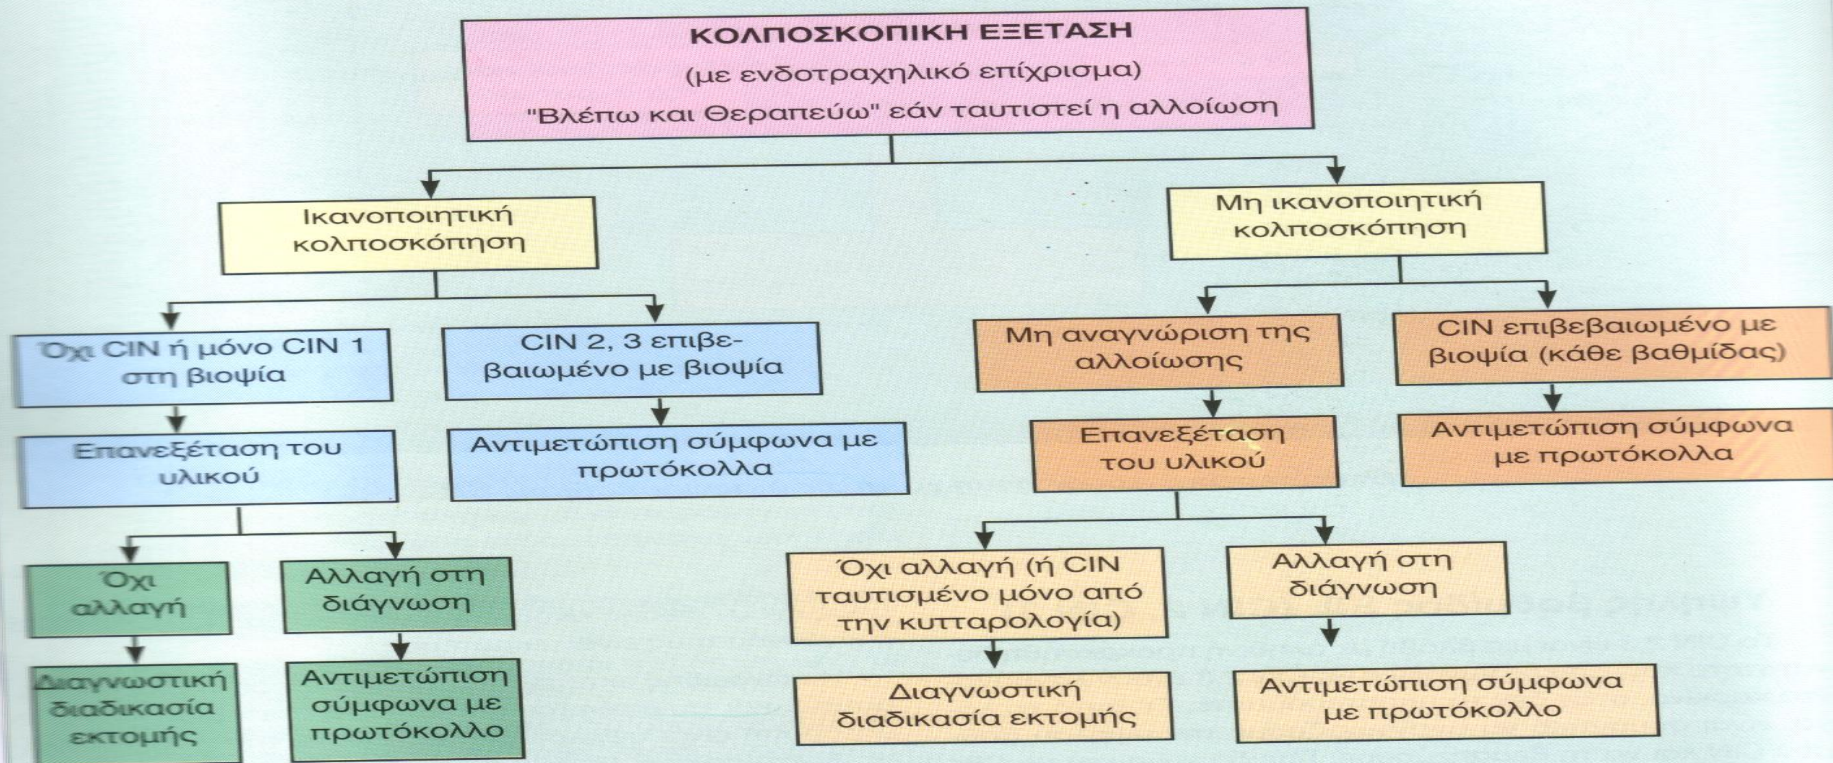 ΚΟΛΠΟΣΚΟΠΙΚΗ ΕΞΕΤΑΣΗ
(με ενδοτραχηλικό επίχρισμα)
"Βλέπω και Θεραπεύω" εάν ταυτιστεί η αλλοίωση
Ικανοποιητική
κολποσκόπηση
Μη ικανοποιητική
κολποσκόπηση
Όχι CIN ή μόνο CIN 1
στη βιοψία
CIN 2, 3 επιβε-
βαιωμένο με βιοψία
Μη αναγνώριση της
αλλοίωσης
CIN επιβεβαιωμένο με
βιοψία (κάθε βαθμίδας)
Επανεξέταση του
υλικού
Αντιμετώπιση σύμφωνα με
πρωτόκολλα
Επανεξέταση
του υλικού
Αντιμετώπιση σύμφωνα
με πρωτόκολλα
Όχι
αλλαγή
Αλλαγή στη
διάγνωση
Όχι αλλαγή (ή CIN
ταυτισμένο μόνο από
την κυτταρολογία)
Αλλαγή στη
διάγνωση
Διαγνωστική
διαδικασία
εκτομής
Αντιμετώπιση
σύμφωνα με
πρωτόκολλο
Διαγνωστική
διαδικασία εκτομής
Αντιμετώπιση σύμφωνα
με πρωτόκολλο